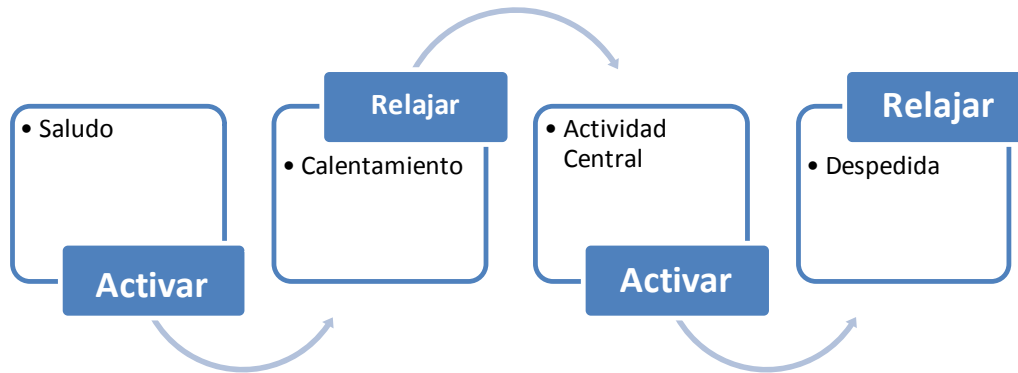 • Saludo
Activar
Relajar
• Calentamiento
• Actividad
Central
Activar
Relajar
• Despedida